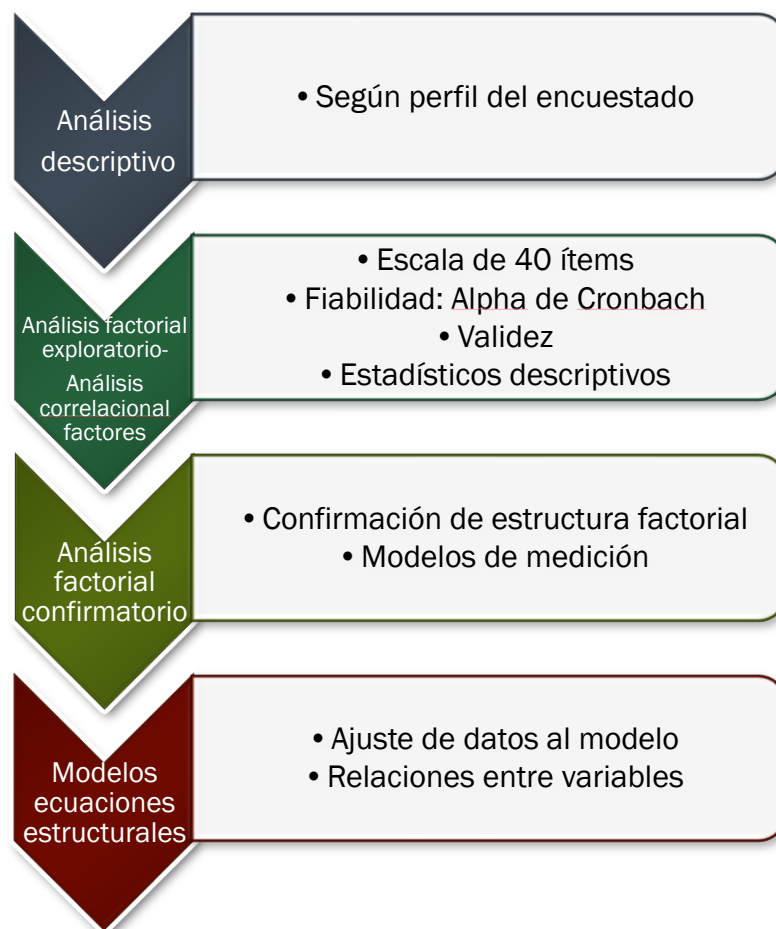 Análisis
descriptivo
• Según perfil del encuestado
Análisis factorial
exploratorio-
Análisis
correlacional
factores
• Escala de 40 ítems
• Fiabilidad: Alpha de Cronbach
• Validez
• Estadísticos descriptivos
Análisis
factorial
confirmatorio
• Confirmación de estructura factorial
• Modelos de medición
Modelos
ecuaciones
estructurales
• Ajuste de datos al modelo
• Relaciones entre variables